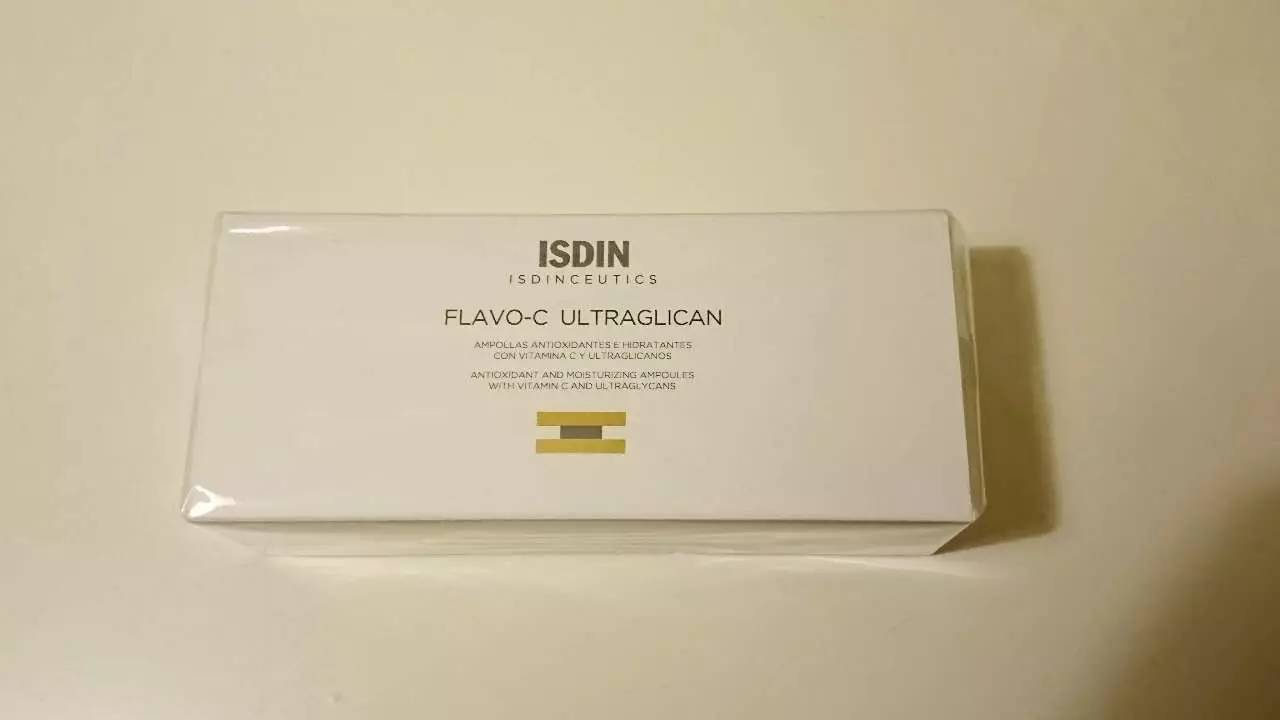 ISDIN
ISDINCEUTICS
FLAVO-C ULTRAGLICAN
AMPOLLAS ANTIOXIDANTES E HIDRATANTES
CON VITAMINA C Y ULTRAGLICANOS
ANTIOXIDANT AND MOISTURIZING AMPOULES
WITH VITAMIN C AND ULTRAGLYCANS